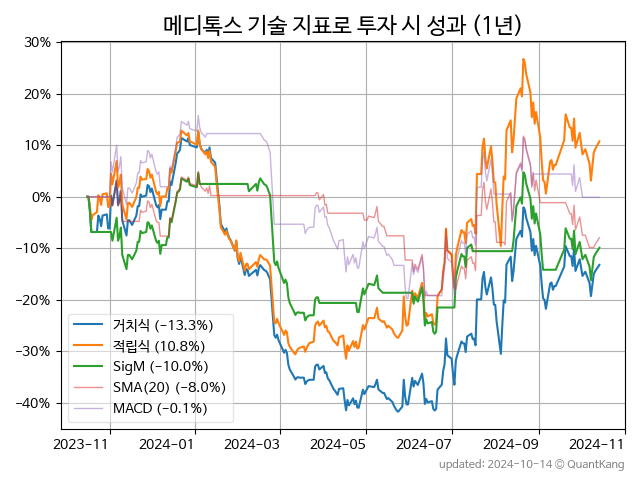 메디톡스 기술 지표로 투자 시 성과 (1년)
30%
20%
10%
0%
−10%
−20%
−30%
−40%
거치식 (−13.3%)
적립식 (10.8%)
SigM (−10.0%)
SMA(20) (−8.0%)
MACD (−0.1%)
2023-11 2024-01 2024-03 2024-05 2024-07 2024-09 2024-11
updated: 2024-10-14 © QuantKang